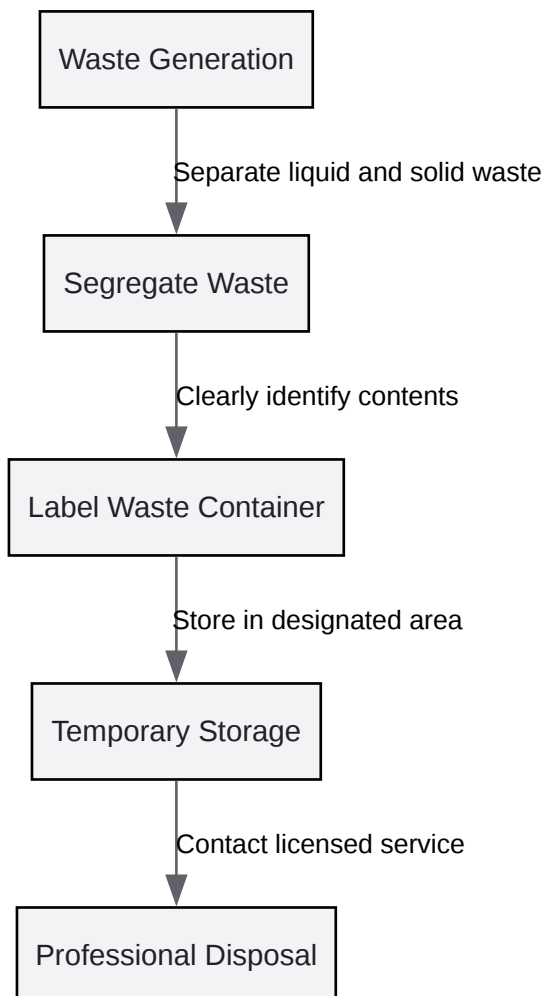 Waste Generation
Separate liquid and solid waste
Segregate Waste
Clearly identify contents
Label Waste Container
Store in designated area
Temporary Storage
Contact licensed service
Professional Disposal